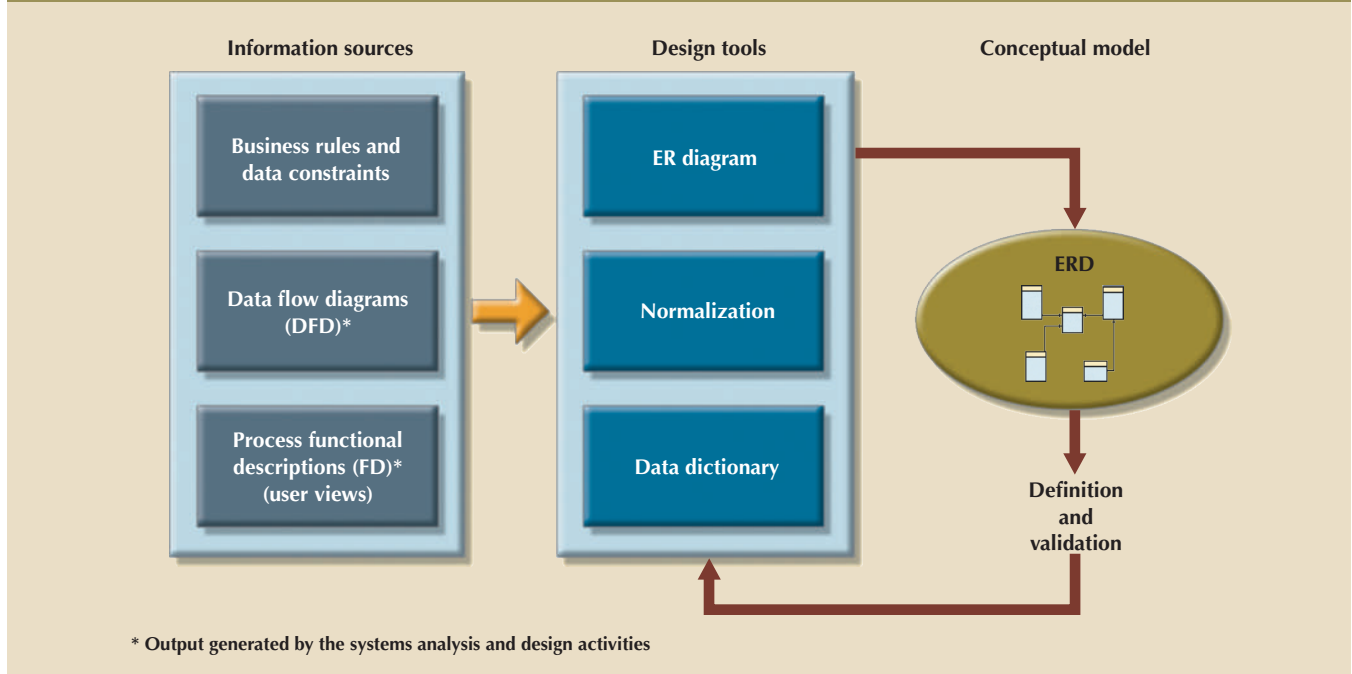 Information sources
Design tools
Conceptual model
Business rules and
data constraints
Data flow diagrams
(DFD)*
Process functional
descriptions (FD)*
(user views)
ER diagram
Normalization
Data dictionary
ERD
Definition
and
validation
* Output generated by the systems analysis and design activities